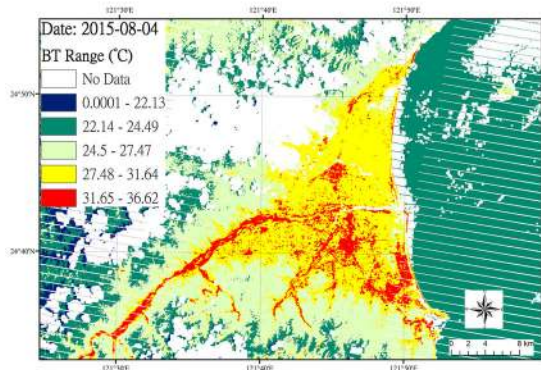 121°30'E 121°40'E 121°50'E
Date: 2015-08-04
BT Range (°C)
No Data
0.0001 - 22.13
22.14 - 24.49
24.5 - 27.47
27.48 - 31.64
31.65 - 36.62
24°50'N
24°40'N
0 2 4 8 km
121°30'E 121°40'E 121°50'E